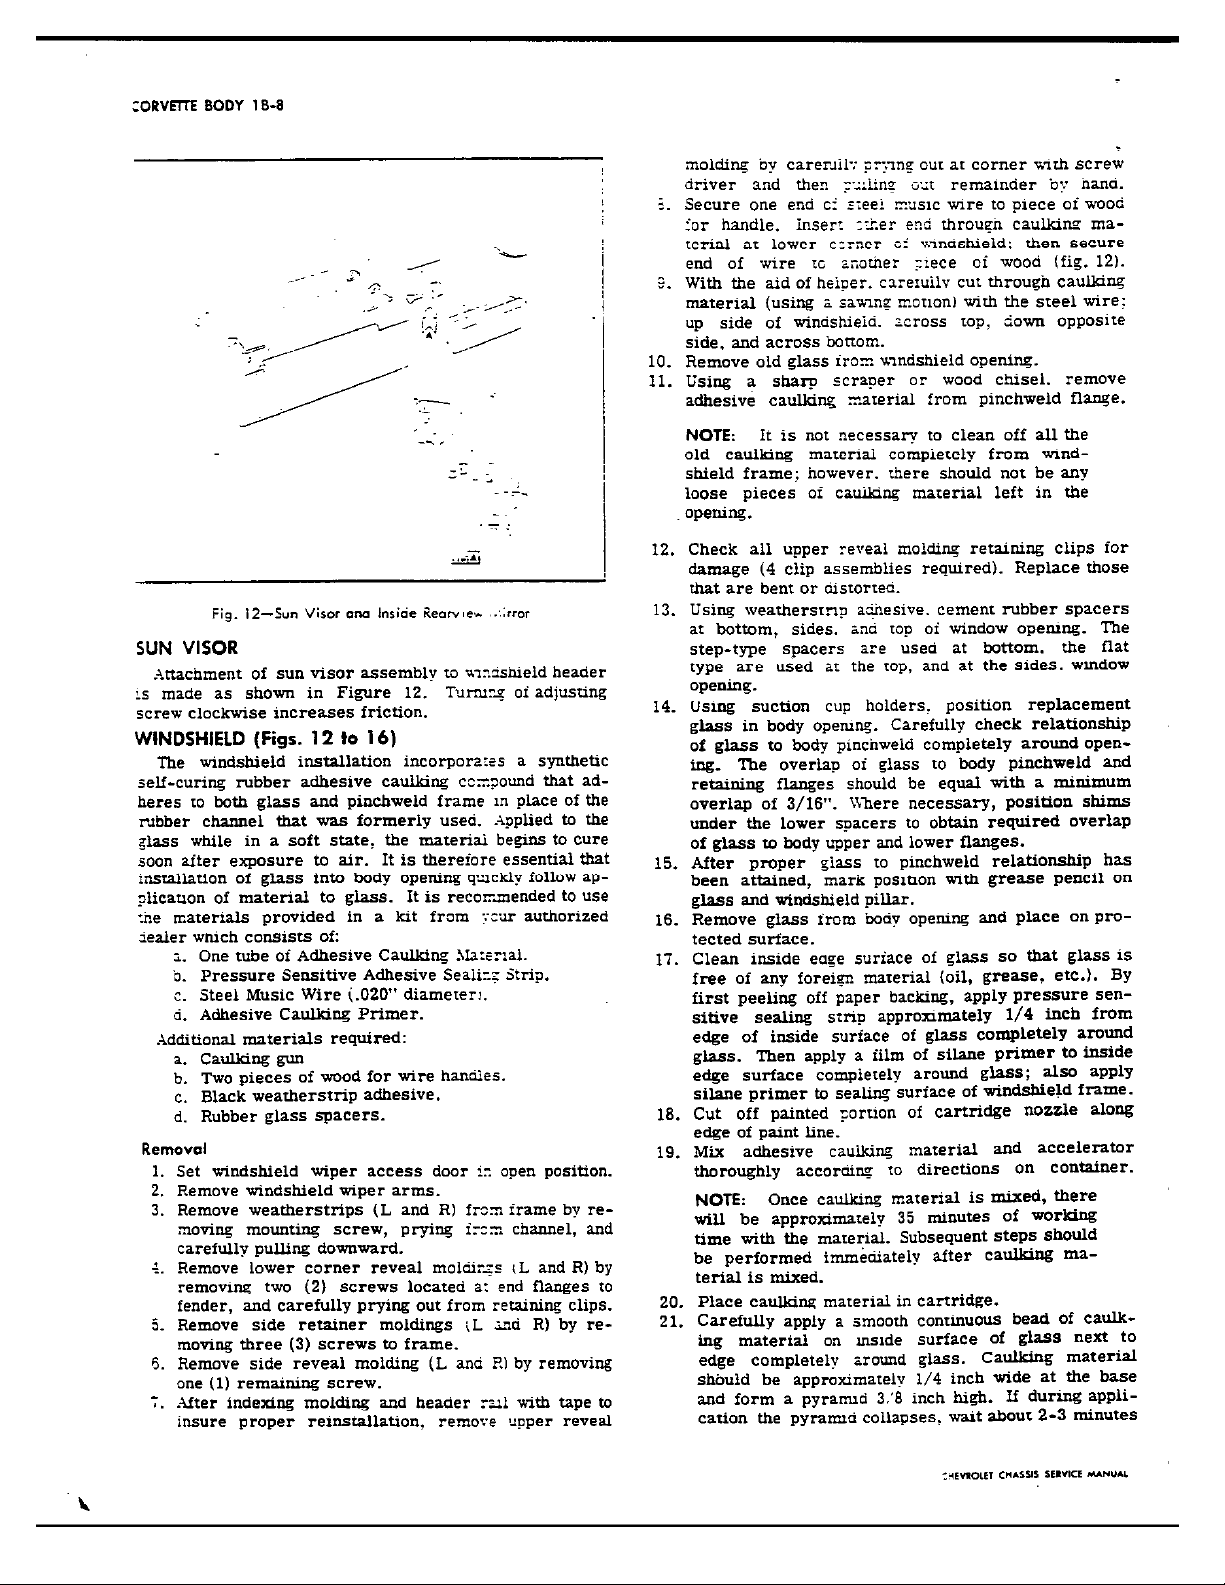 CORVETTE BODY 1B-8
Fig. 12—Sun Visor and Inside Rearview Mirror
SUN VISOR
Attachment of sun visor assembly to windshield header
is made as shown in Figure 12. Turning of adjusting
screw clockwise increases friction.
WINDSHIELD (Figs. 12 to 16)
The windshield installation incorporates a synthetic
self-curing rubber adhesive caulking compound that ad-
heres to both glass and pinchweld frame in place of the
rubber channel that was formerly used. Applied to the
glass while in a soft state, the material begins to cure
soon after exposure to air. It is therefore essential that
installation of glass into body opening quickly follow ap-
plication of material to glass. It is recommended to use
the materials provided in a kit from your authorized
dealer which consists of:
a. One tube of Adhesive Caulking Material.
b. Pressure Sensitive Adhesive Sealing Strip.
c. Steel Music Wire (.020" diameter).
d. Adhesive Caulking Primer.
Additional materials required:
a. Caulking gun
b. Two pieces of wood for wire handles.
c. Black weatherstrip adhesive.
d. Rubber glass spacers.
Removal
1. Set windshield wiper access door in open position.
2. Remove windshield wiper arms.
3. Remove weatherstrips (L and R) from frame by re-
moving mounting screw, prying from channel, and
carefully pulling downward.
4. Remove lower corner reveal moldings (L and R) by
removing two (2) screws located at end flanges to
fender, and carefully prying out from retaining clips.
5. Remove side retainer moldings (L and R) by re-
moving three (3) screws to frame.
6. Remove side reveal molding (L and R) by removing
one (1) remaining screw.
7. After indexing molding and header rail with tape to
insure proper reinstallation, remove upper reveal
molding by carefully prying out at corner with screw
driver and then pulling out remainder by hand.
8. Secure one end of steel music wire to piece of wood
for handle. Insert other end through caulking ma-
terial at lower corner of windshield; then secure
end of wire to another piece of wood (fig. 12).
9. With the aid of helper, carefully cut through caulking
material (using a sawing motion) with the steel wire;
up side of windshield, across top, down opposite
side, and across bottom.
10. Remove old glass from windshield opening.
11. Using a sharp scraper or wood chisel, remove
adhesive caulking material from pinchweld flange.
NOTE: It is not necessary to clean off all the
old caulking material completely from wind-
shield frame; however, there should not be any
loose pieces of caulking material left in the
opening.
12. Check all upper reveal molding retaining clips for
damage (4 clip assemblies required). Replace those
that are bent or distorted.
13. Using weatherstrip adhesive, cement rubber spacers
at bottom, sides, and top of window opening. The
step-type spacers are used at bottom, the flat
type are used at the top, and at the sides, window
opening.
14. Using suction cup holders, position replacement
glass in body opening. Carefully check relationship
of glass to body pinchweld completely around open-
ing. The overlap of glass to body pinchweld and
retaining flanges should be equal with a minimum
overlap of 3/16". Where necessary, position shims
under the lower spacers to obtain required overlap
of glass to body upper and lower flanges.
15. After proper glass to pinchweld relationship has
been attained, mark position with grease pencil on
glass and windshield pillar.
16. Remove glass from body opening and place on pro-
tected surface.
17. Clean inside edge surface of glass so that glass is
free of any foreign material (oil, grease, etc.). By
first peeling off paper backing, apply pressure sen-
sitive sealing strip approximately 1/4 inch from
edge of inside surface of glass completely around
glass. Then apply a film of silane primer to inside
edge surface completely around glass; also apply
silane primer to sealing surface of windshield frame.
18. Cut off painted portion of cartridge nozzle along
edge of paint line.
19. Mix adhesive caulking material and accelerator
thoroughly according to directions on container.
NOTE: Once caulking material is mixed, there
will be approximately 35 minutes of working
time with the material. Subsequent steps should
be performed immediately after caulking ma-
terial is mixed.
20. Place caulking material in cartridge.
21. Carefully apply a smooth continuous bead of caulk-
ing material on inside surface of glass next to
edge completely around glass. Caulking material
should be approximately 1/4 inch wide at the base
and form a pyramid 3/8 inch high. If during appli-
cation the pyramid collapses, wait about 2-3 minutes
CHEVROLET CHASSIS SERVICE MANUAL